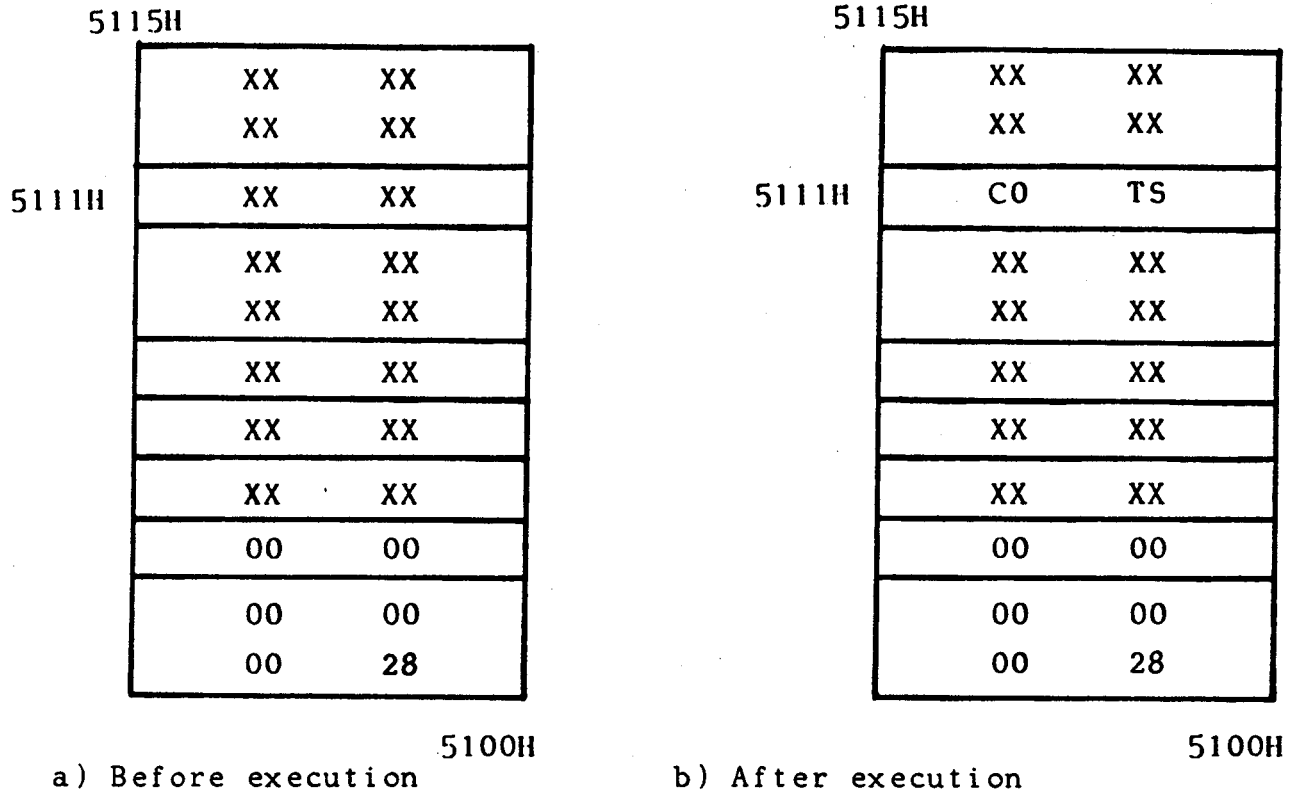 5115H
XX XX
XX XX
5111H XX XX
XX XX
XX XX
XX XX
XX XX
XX XX
00 00
00 00
00 28
5100H
a) Before execution
5115H
XX XX
XX XX
5111H CO TS
XX XX
XX XX
XX XX
XX XX
XX XX
00 00
00 00
00 28
5100H
b) After execution